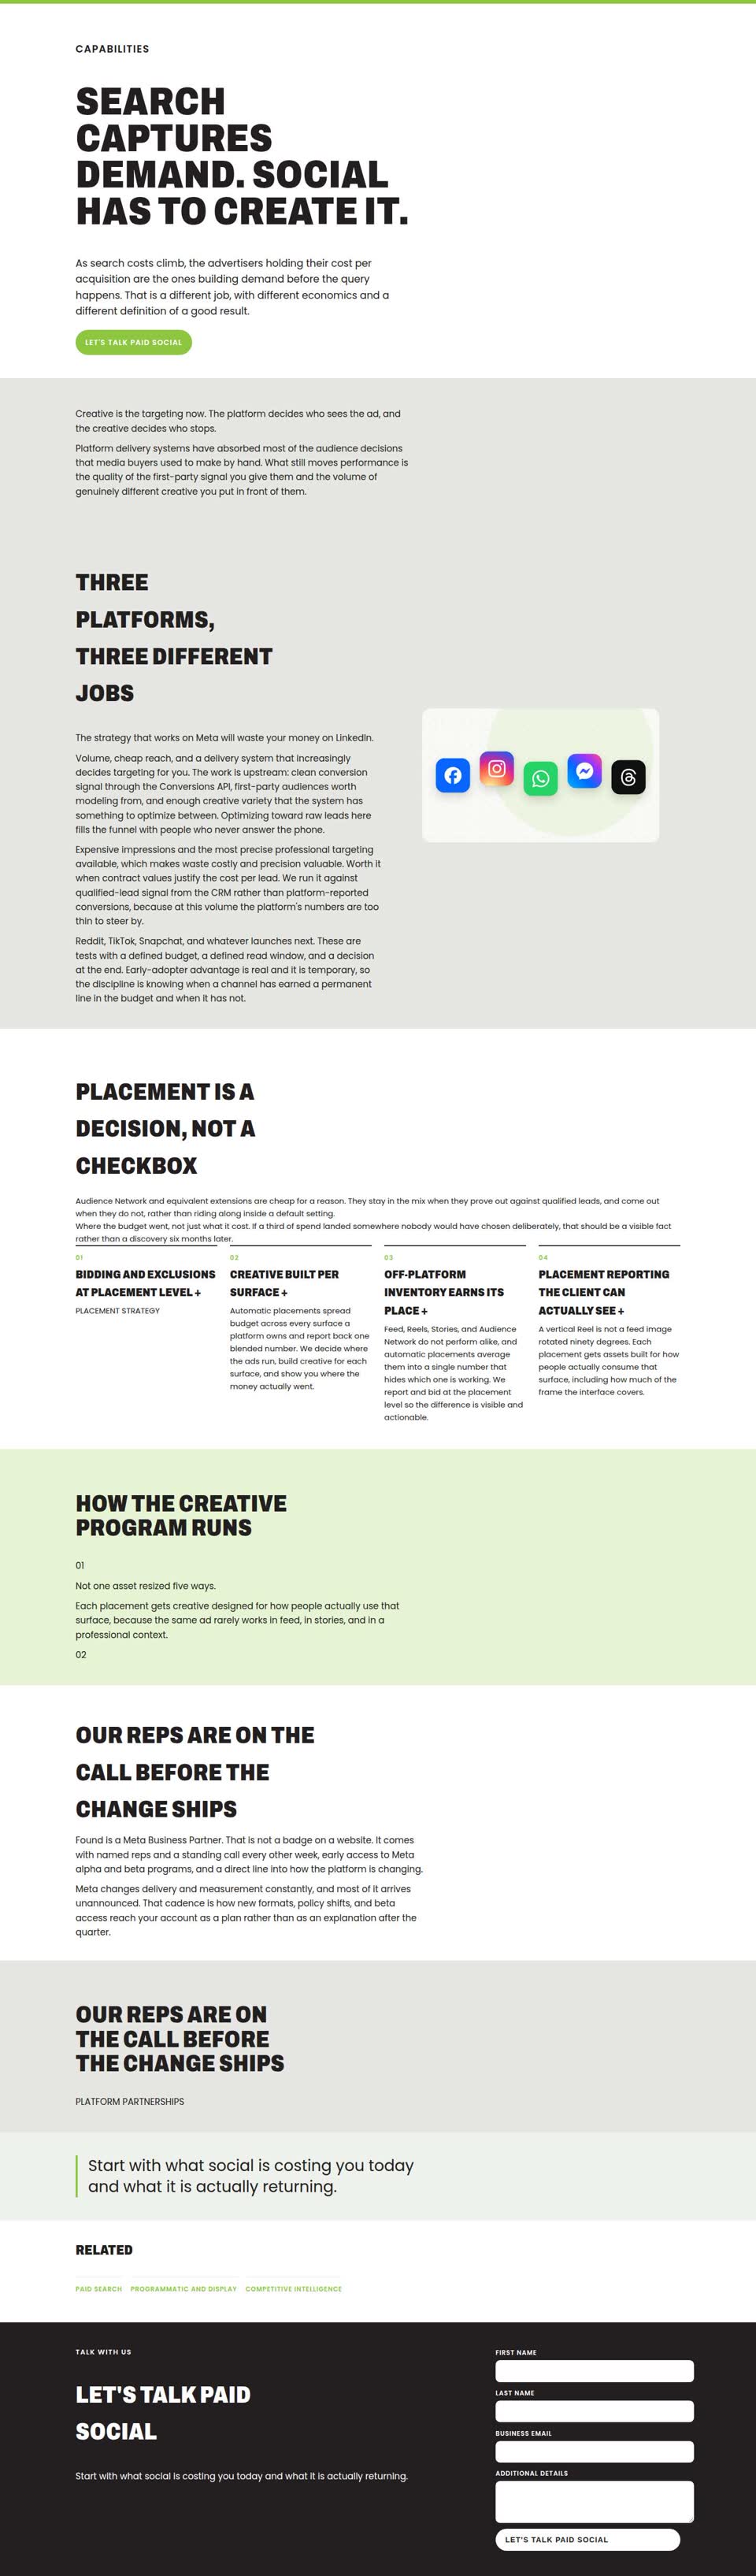 CAPABILITIES
SEARCH
CAPTURES
DEMAND. SOCIAL
HAS TO CREATE IT.
As search costs climb, the advertisers holding their cost per
acquisition are the ones building demand before the query
happens. That is a different job, with different economics and a
different definition of a good result.
LET'S TALK PAID SOCIAL
Creative is the targeting now. The platform decides who sees the ad, and
the creative decides who stops.
Platform delivery systems have absorbed most of the audience decisions
that media buyers used to make by hand. What still moves performance is
the quality of the first-party signal you give them and the volume of
genuinely different creative you put in front of them.
THREE
PLATFORMS,
THREE DIFFERENT
JOBS
The strategy that works on Meta will waste your money on LinkedIn.
Volume, cheap reach, and a delivery system that increasingly
decides targeting for you. The work is upstream: clean conversion
signal through the Conversions API, first-party audiences worth
modeling from, and enough creative variety that the system has
something to optimize between. Optimizing toward raw leads here
fills the funnel with people who never answer the phone.
Expensive impressions and the most precise professional targeting
available, which makes waste costly and precision valuable. Worth it
when contract values justify the cost per lead. We run it against
qualified-lead signal from the CRM rather than platform-reported
conversions, because at this volume the platform's numbers are too
thin to steer by.
Reddit, TikTok, Snapchat, and whatever launches next. These are
tests with a defined budget, a defined read window, and a decision
at the end. Early-adopter advantage is real and it is temporary, so
the discipline is knowing when a channel has earned a permanent
line in the budget and when it has not.
PLACEMENT IS A
DECISION, NOT A
CHECKBOX
Audience Network and equivalent extensions are cheap for a reason. They stay in the mix when they prove out against qualified leads, and come out
when they do not, rather than riding along inside a default setting.
Where the budget went, not just what it cost. If a third of spend landed somewhere nobody would have chosen deliberately, that should be a visible fact
rather than a discovery six months later.
01
BIDDING AND EXCLUSIONS
AT PLACEMENT LEVEL +
PLACEMENT STRATEGY
02
CREATIVE BUILT PER
SURFACE +
Automatic placements spread
budget across every surface a
platform owns and report back one
blended number. We decide where
the ads run, build creative for each
surface, and show you where the
money actually went.
03
OFF-PLATFORM
INVENTORY EARNS ITS
PLACE +
Feed, Reels, Stories, and Audience
Network do not perform alike, and
automatic placements average
them into a single number that
hides which one is working. We
report and bid at the placement
level so the difference is visible and
actionable.
04
PLACEMENT REPORTING
THE CLIENT CAN
ACTUALLY SEE +
A vertical Reel is not a feed image
rotated ninety degrees. Each
placement gets assets built for how
people actually consume that
surface, including how much of the
frame the interface covers.
HOW THE CREATIVE
PROGRAM RUNS
01
Not one asset resized five ways.
Each placement gets creative designed for how people actually use that
surface, because the same ad rarely works in feed, in stories, and in a
professional context.
02
OUR REPS ARE ON THE
CALL BEFORE THE
CHANGE SHIPS
Found is a Meta Business Partner. That is not a badge on a website. It comes
with named reps and a standing call every other week, early access to Meta
alpha and beta programs, and a direct line into how the platform is changing.
Meta changes delivery and measurement constantly, and most of it arrives
unannounced. That cadence is how new formats, policy shifts, and beta
access reach your account as a plan rather than as an explanation after the
quarter.
OUR REPS ARE ON
THE CALL BEFORE
THE CHANGE SHIPS
PLATFORM PARTNERSHIPS
Start with what social is costing you today
and what it is actually returning.
RELATED
PAID SEARCH
PROGRAMMATIC AND DISPLAY
COMPETITIVE INTELLIGENCE
TALK WITH US
LET'S TALK PAID
SOCIAL
Start with what social is costing you today and what it is actually returning.
FIRST NAME
LAST NAME
BUSINESS EMAIL
ADDITIONAL DETAILS
LET'S TALK PAID SOCIAL